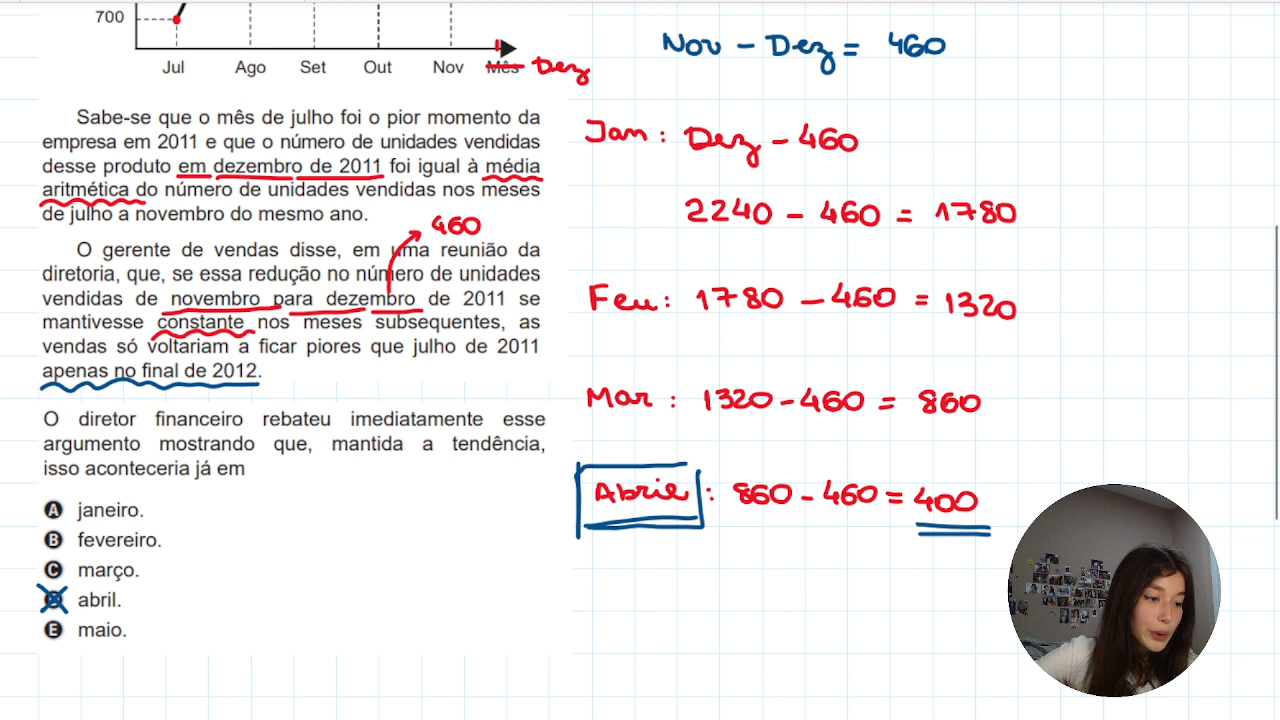 700
Jul Ago Set Out Nov Mês Dez
Sabe-se que o mês de julho foi o pior momento da
empresa em 2011 e que o número de unidades vendidas
desse produto em dezembro de 2011 foi igual à média
aritmética do número de unidades vendidas nos meses
de julho a novembro do mesmo ano.
460
O gerente de vendas disse, em uma reunião da
diretoria, que, se essa redução no número de unidades
vendidas de novembro para dezembro de 2011 se
mantivesse constante nos meses subsequentes, as
vendas só voltariam a ficar piores que julho de 2011
apenas no final de 2012.
O diretor financeiro rebateu imediatamente esse
argumento mostrando que, mantida a tendência,
isso aconteceria já em
A janeiro.
B fevereiro.
C março.
abril.
E maio.
Nov - Dez = 460
Jan : Dez - 460
2240 - 460 = 1780
Feu : 1780 - 460 = 1320
Mar : 1320 - 460 = 860
Abril : 860 - 460 = 400